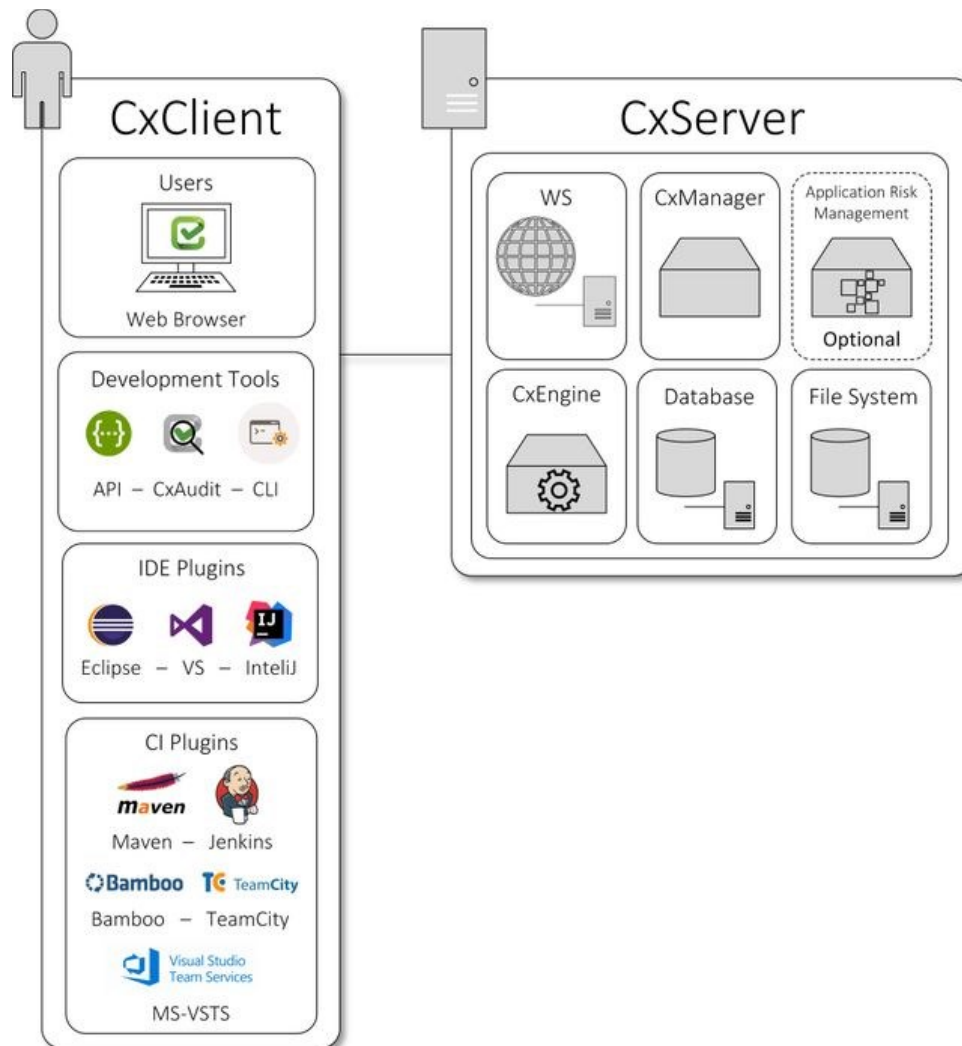 CxClient
Users
Web Browser
Development Tools
{···}
>-
API – CxAudit – CLI
IDE Plugins
IJ
Eclipse – VS – InteliJ
CI Plugins
maven
Maven – Jenkins
Bamboo TC TeamCity
Bamboo – TeamCity
Visual Studio
Team Services
MS-VSTS
CxServer
WS
CxManager
Application Risk
Management
Optional
CxEngine
Database
File System